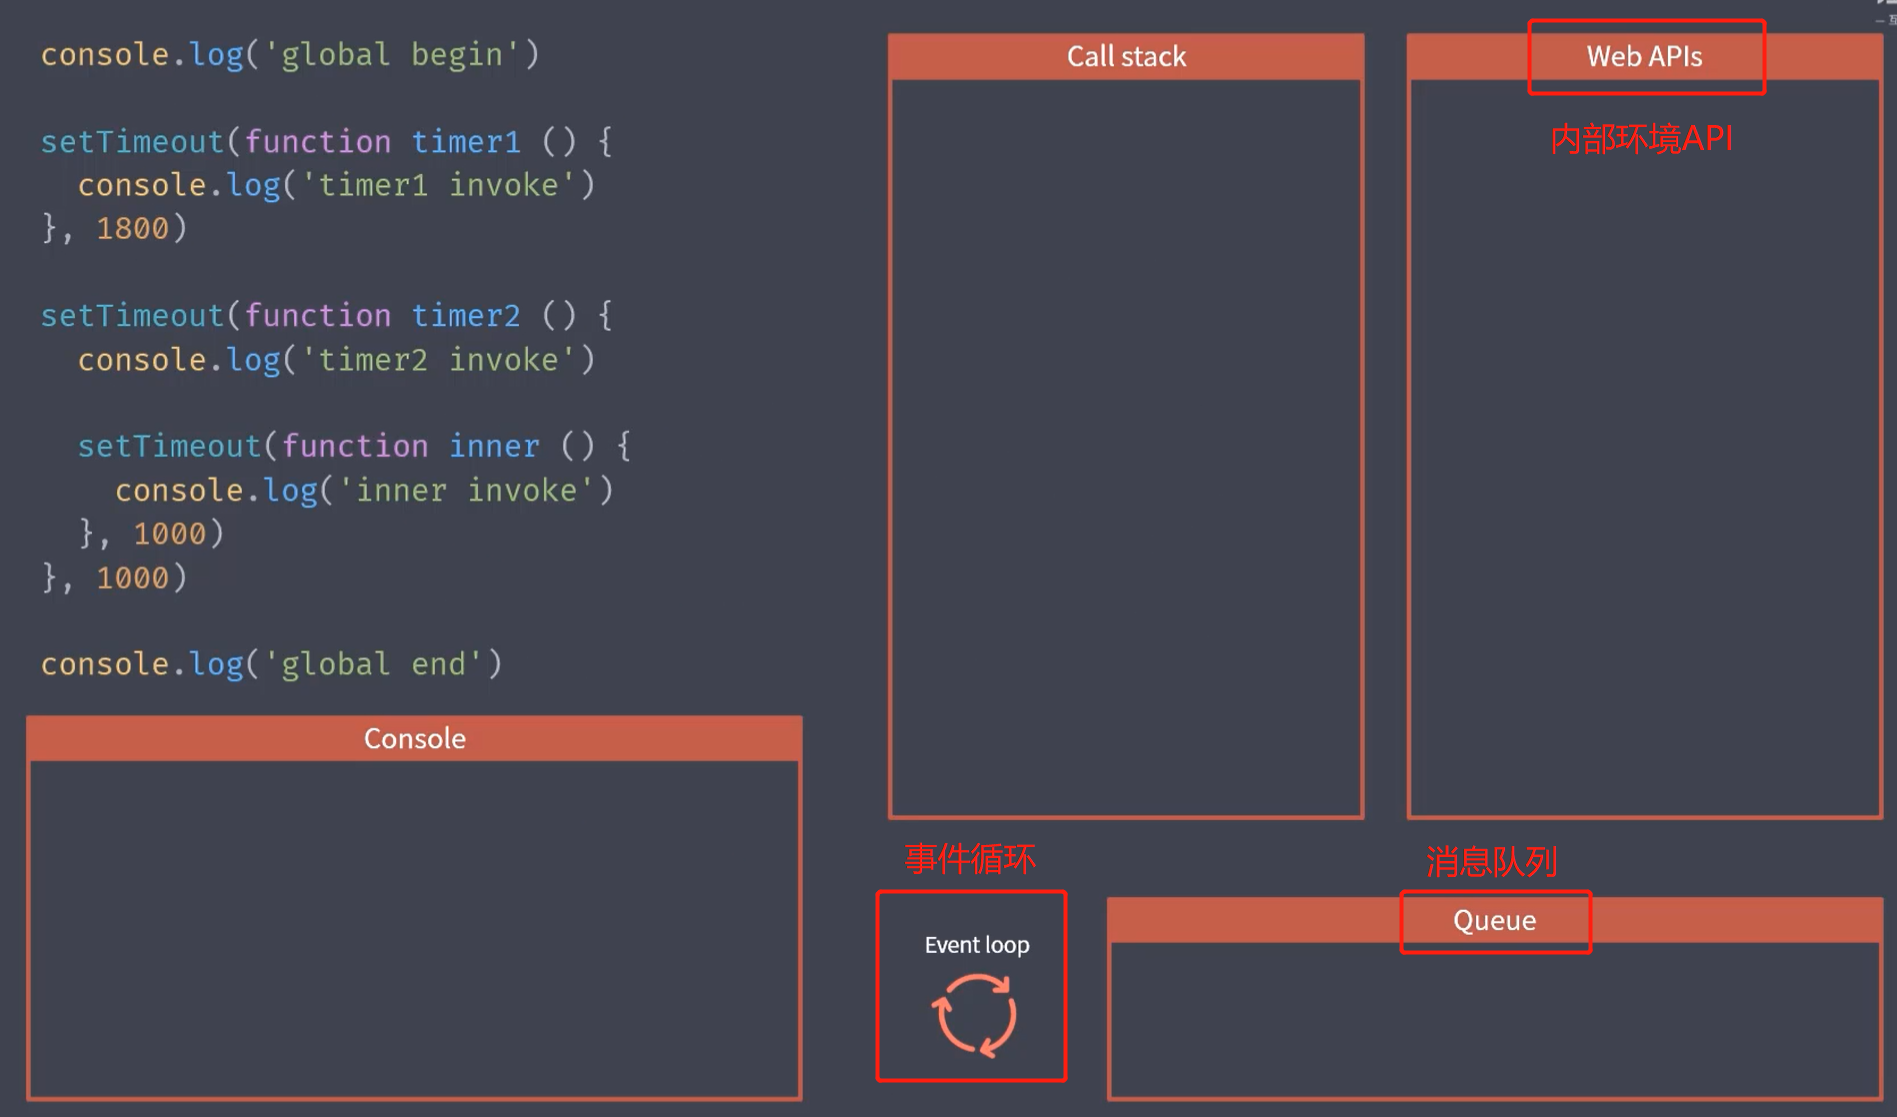 console.log('global begin')
setTimeout(function timer1 () {
  console.log('timer1 invoke')
}, 1800)
setTimeout(function timer2 () {
  console.log('timer2 invoke')
  setTimeout(function inner () {
    console.log('inner invoke')
  }, 1000)
}, 1000)
console.log('global end')
Console
Call stack
Web APIs
内部环境API
事件循环
Event loop
消息队列
Queue